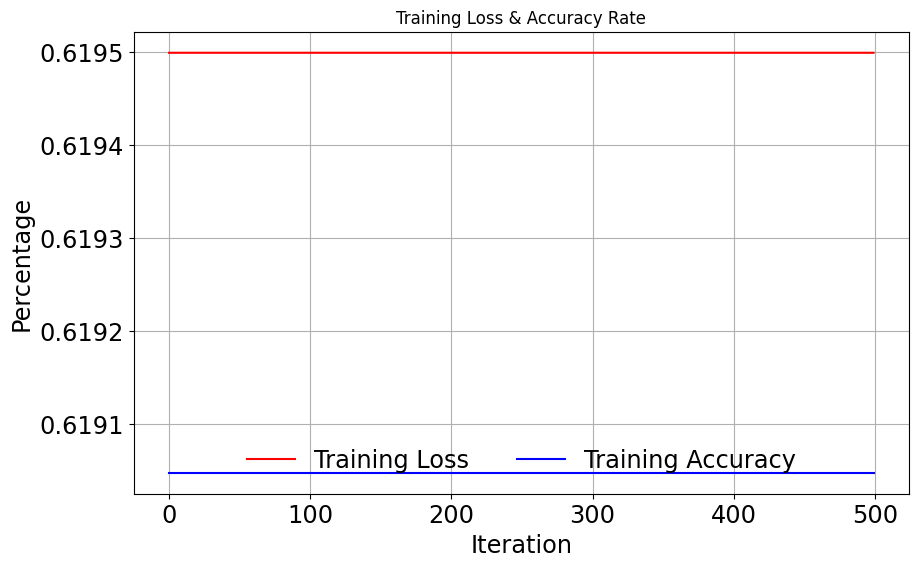 Training Loss & Accuracy Rate
0.6195
0.6194
0.6193
0.6192
0.6191
Percentage
Training Loss Training Accuracy
0 100 200 300 400 500
Iteration